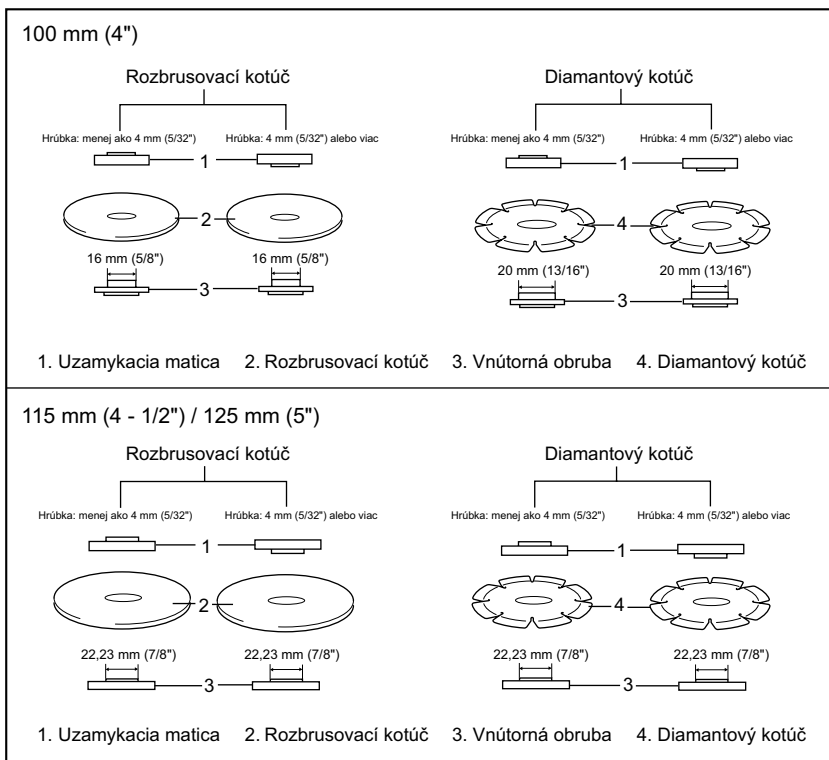 100 mm (4")
Rozbrusovací kotúč
Diamantový kotúč
Hrúbka: menej ako 4 mm (5/32") Hrúbka: 4 mm (5/32") alebo viac
Hrúbka: menej ako 4 mm (5/32") Hrúbka: 4 mm (5/32") alebo viac
1
1
2
4
16 mm (5/8") 16 mm (5/8")
20 mm (13/16") 20 mm (13/16")
3
3
1. Uzamykacia matica 2. Rozbrusovací kotúč 3. Vnútorná obruba 4. Diamantový kotúč
115 mm (4 - 1/2") / 125 mm (5")
Rozbrusovací kotúč
Diamantový kotúč
Hrúbka: menej ako 4 mm (5/32") Hrúbka: 4 mm (5/32") alebo viac
Hrúbka: menej ako 4 mm (5/32") Hrúbka: 4 mm (5/32") alebo viac
1
1
2
4
22,23 mm (7/8") 22,23 mm (7/8")
22,23 mm (7/8") 22,23 mm (7/8")
3
3
1. Uzamykacia matica 2. Rozbrusovací kotúč 3. Vnútorná obruba 4. Diamantový kotúč